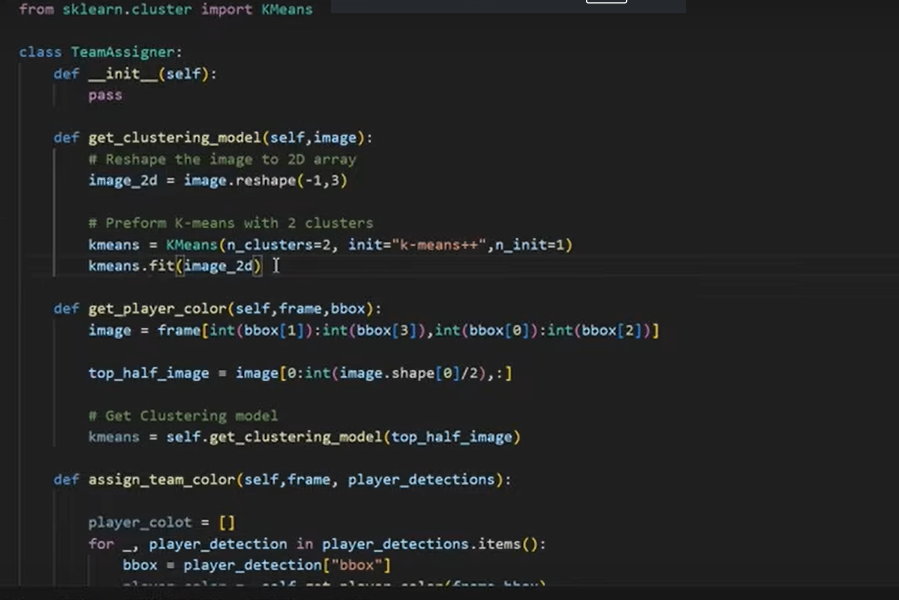 from sklearn.cluster import KMeans
class TeamAssigner:
def __init__(self):
pass
def get_clustering_model(self,image):
# Reshape the image to 2D array
image_2d = image.reshape(-1,3)
# Preform K-means with 2 clusters
kmeans = KMeans(n_clusters=2, init="k-means++",n_init=1)
kmeans.fit(image_2d)
def get_player_color(self,frame,bbox):
image = frame[int(bbox[1]):int(bbox[3]),int(bbox[0]):int(bbox[2])]
top_half_image = image[0:int(image.shape[0]/2),:]
# Get Clustering model
kmeans = self.get_clustering_model(top_half_image)
def assign_team_color(self,frame, player_detections):
player_colot = []
for _, player_detection in player_detections.items():
bbox = player_detection["bbox"]